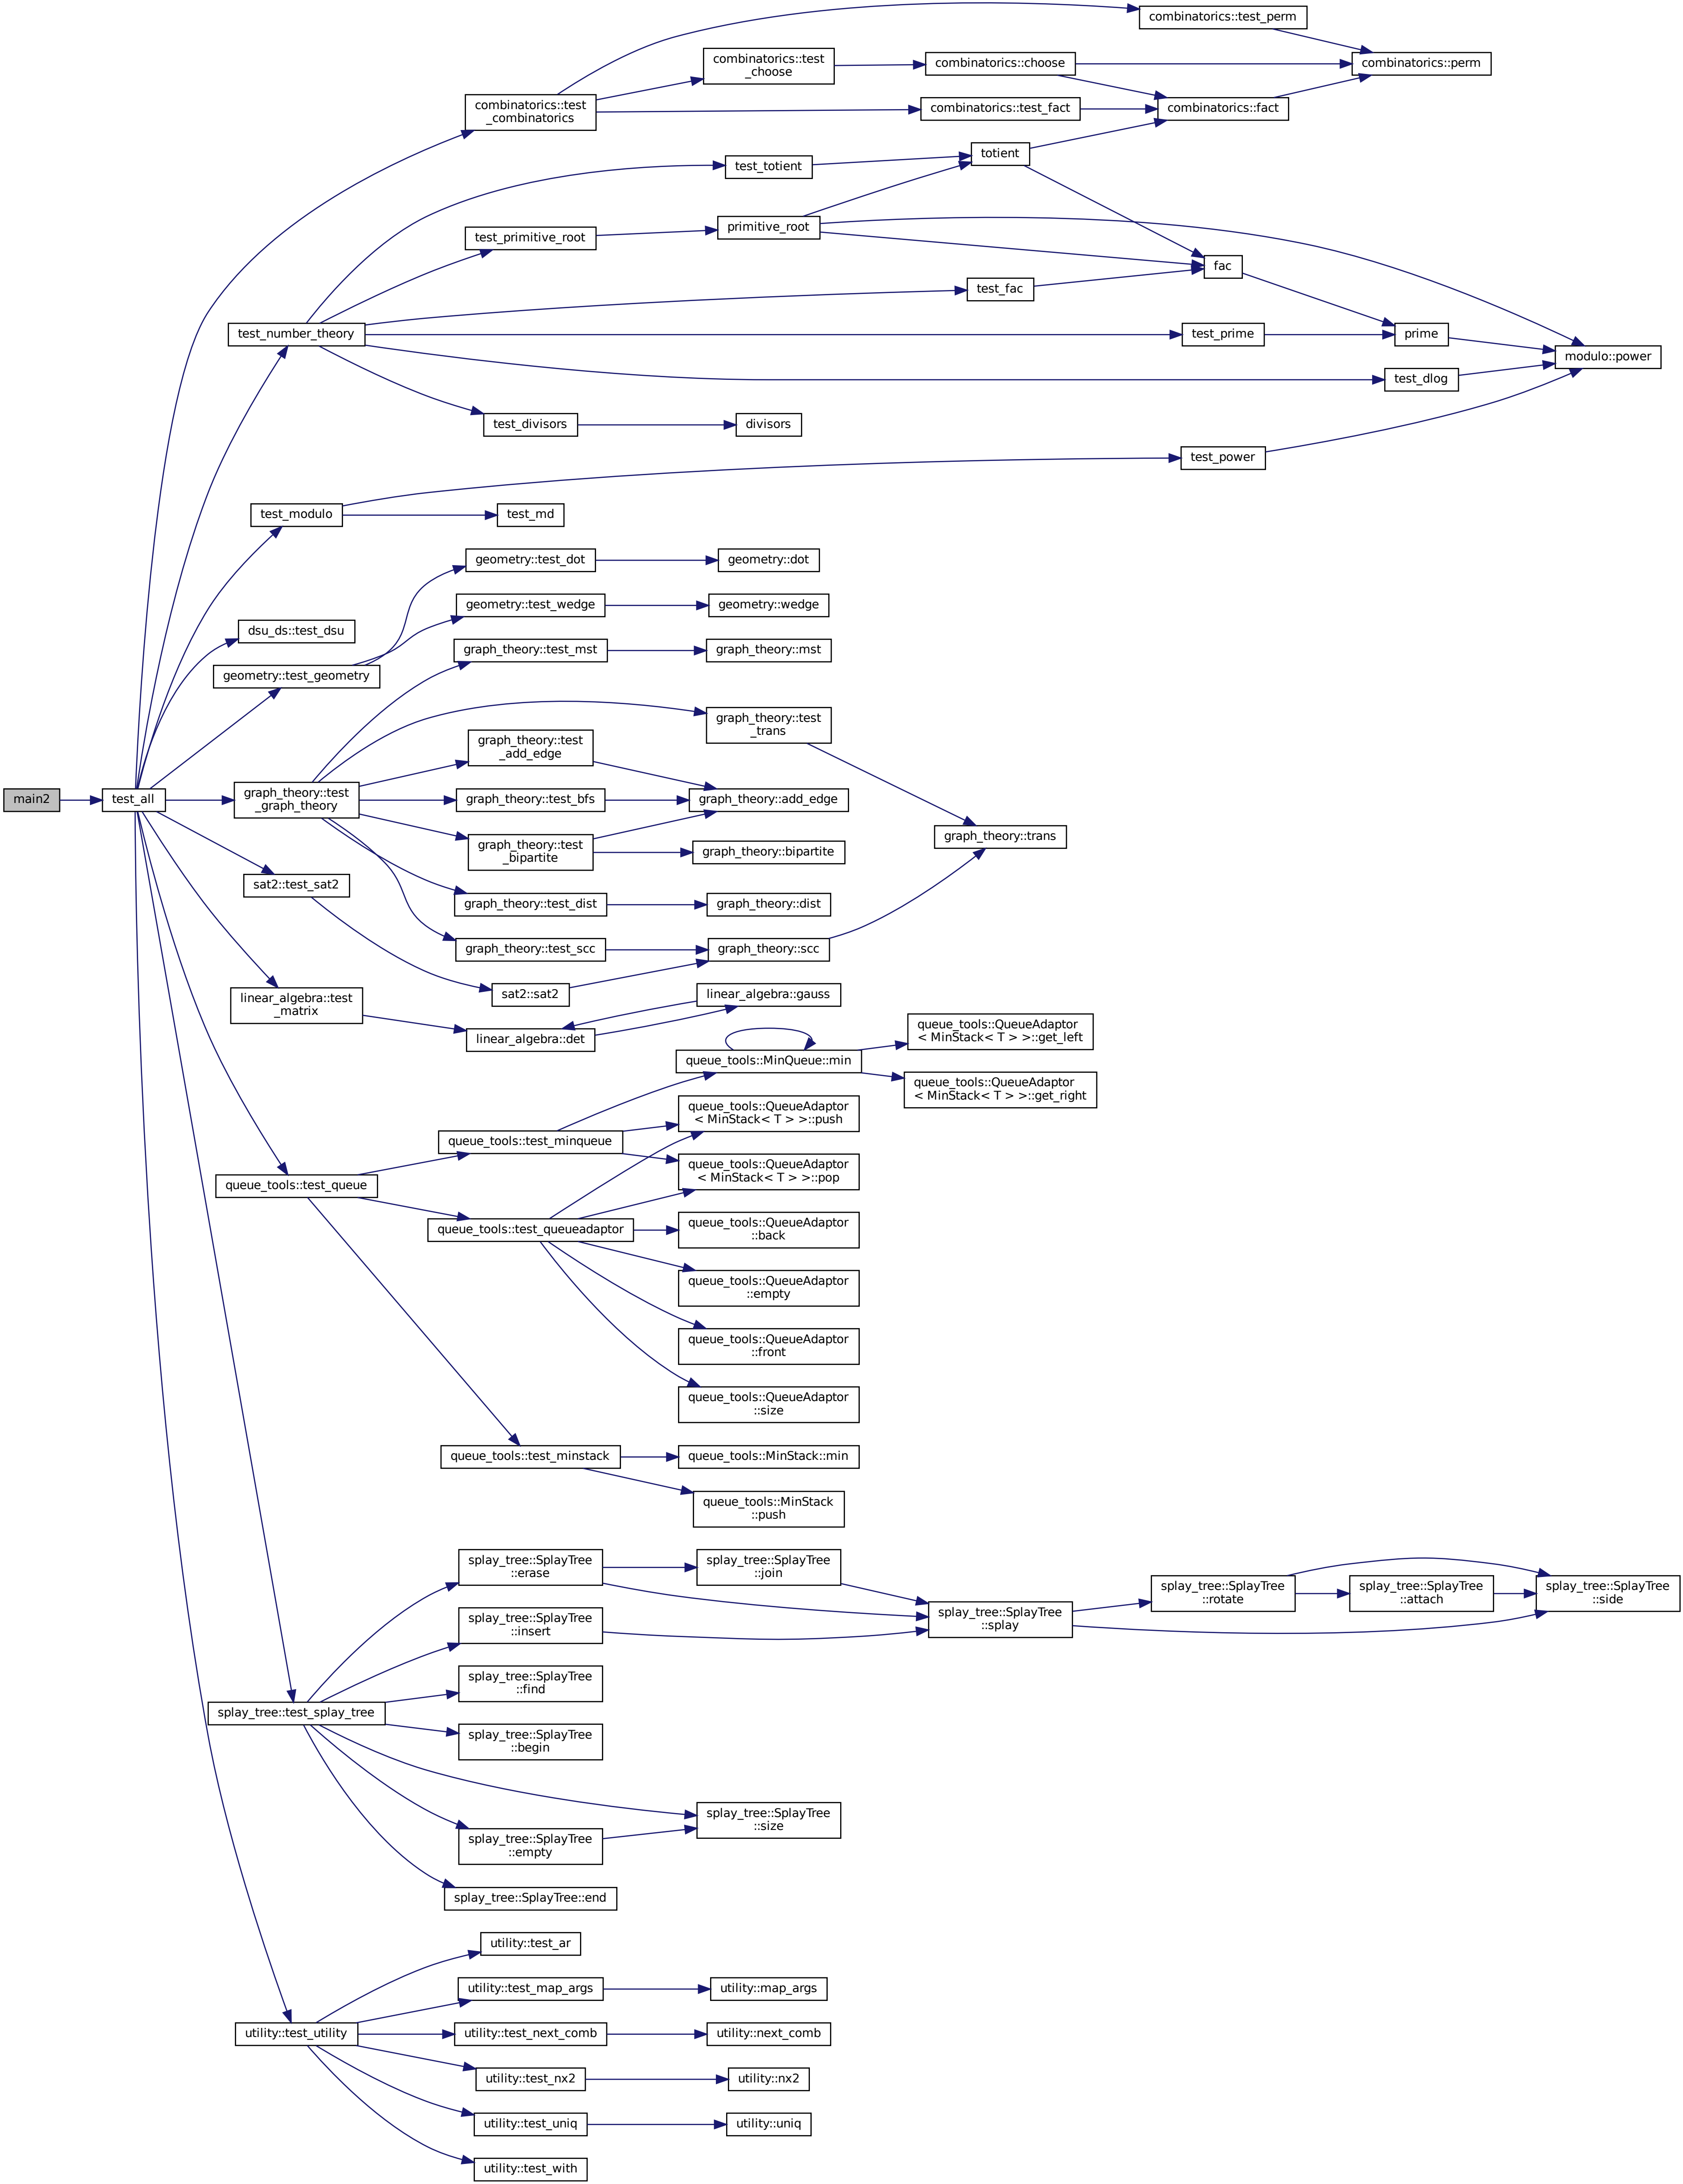 main2
test_all
combinatorics::test
_combinatorics
combinatorics::test_perm
combinatorics::test
_choose
combinatorics::choose
combinatorics::perm
combinatorics::test_fact
combinatorics::fact
test_number_theory
test_totient
totient
test_primitive_root
primitive_root
fac
test_fac
test_prime
prime
modulo::power
test_dlog
test_divisors
divisors
test_power
test_modulo
test_md
geometry::test_dot
geometry::dot
geometry::test_wedge
geometry::wedge
dsu_ds::test_dsu
geometry::test_geometry
graph_theory::test_mst
graph_theory::mst
graph_theory::test
_trans
graph_theory::test
_add_edge
graph_theory::test
_graph_theory
graph_theory::test_bfs
graph_theory::add_edge
graph_theory::trans
graph_theory::test
_bipartite
graph_theory::bipartite
sat2::test_sat2
graph_theory::test_dist
graph_theory::dist
graph_theory::test_scc
graph_theory::scc
sat2::sat2
linear_algebra::test
_matrix
linear_algebra::gauss
linear_algebra::det
queue_tools::MinQueue::min
queue_tools::QueueAdaptor
< MinStack< T > >::get_left
queue_tools::QueueAdaptor
< MinStack< T > >::get_right
queue_tools::QueueAdaptor
< MinStack< T > >::push
queue_tools::test_minqueue
queue_tools::QueueAdaptor
< MinStack< T > >::pop
queue_tools::test_queue
queue_tools::test_queueadaptor
queue_tools::QueueAdaptor
::back
queue_tools::QueueAdaptor
::empty
queue_tools::QueueAdaptor
::front
queue_tools::QueueAdaptor
::size
queue_tools::test_minstack
queue_tools::MinStack::min
queue_tools::MinStack
::push
splay_tree::SplayTree
::erase
splay_tree::SplayTree
::join
splay_tree::SplayTree
::rotate
splay_tree::SplayTree
::attach
splay_tree::SplayTree
::side
splay_tree::SplayTree
::insert
splay_tree::SplayTree
::splay
splay_tree::SplayTree
::find
splay_tree::test_splay_tree
splay_tree::SplayTree
::begin
splay_tree::SplayTree
::size
splay_tree::SplayTree
::empty
splay_tree::SplayTree::end
utility::test_ar
utility::test_map_args
utility::map_args
utility::test_utility
utility::test_next_comb
utility::next_comb
utility::test_nx2
utility::nx2
utility::test_uniq
utility::uniq
utility::test_with